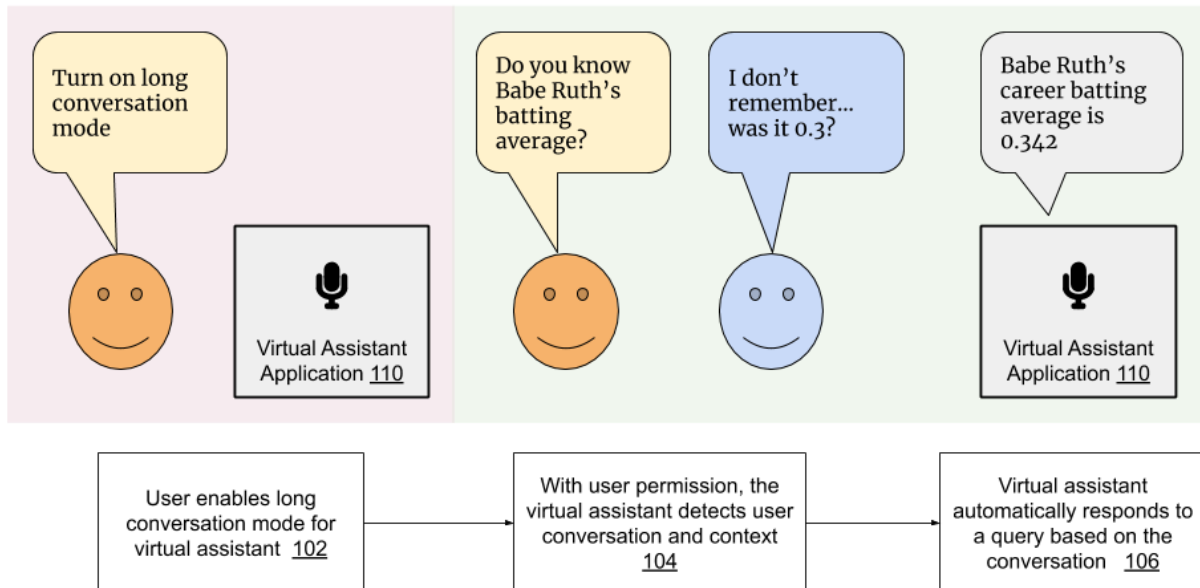 Turn on long
conversation
mode
Do you know
Babe Ruth's
batting
average?
I don't
remember...
was it 0.3?
Babe Ruth's
career batting
average is
0.342
Virtual Assistant
Application 110
Virtual Assistant
Application 110
User enables long
conversation mode for
virtual assistant 102
With user permission, the
virtual assistant detects user
conversation and context
104
Virtual assistant
automatically responds to
a query based on the
conversation 106